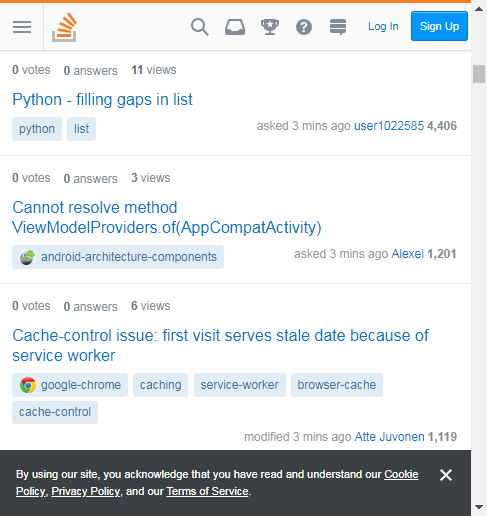 Log In
Sign Up
0 votes 0 answers 11 views
Python - filling gaps in list
python list
asked 3 mins ago user1022585 4,406
0 votes 0 answers 3 views
Cannot resolve method
ViewModelProviders.of(AppCompatActivity)
android-architecture-components
asked 3 mins ago Alexei 1,201
0 votes 0 answers 6 views
Cache-control issue: first visit serves stale date because of
service worker
google-chrome caching service-worker browser-cache
cache-control
modified 3 mins ago Atte Juvonen 1,119
By using our site, you acknowledge that you have read and understand our Cookie
Policy, Privacy Policy, and our Terms of Service.